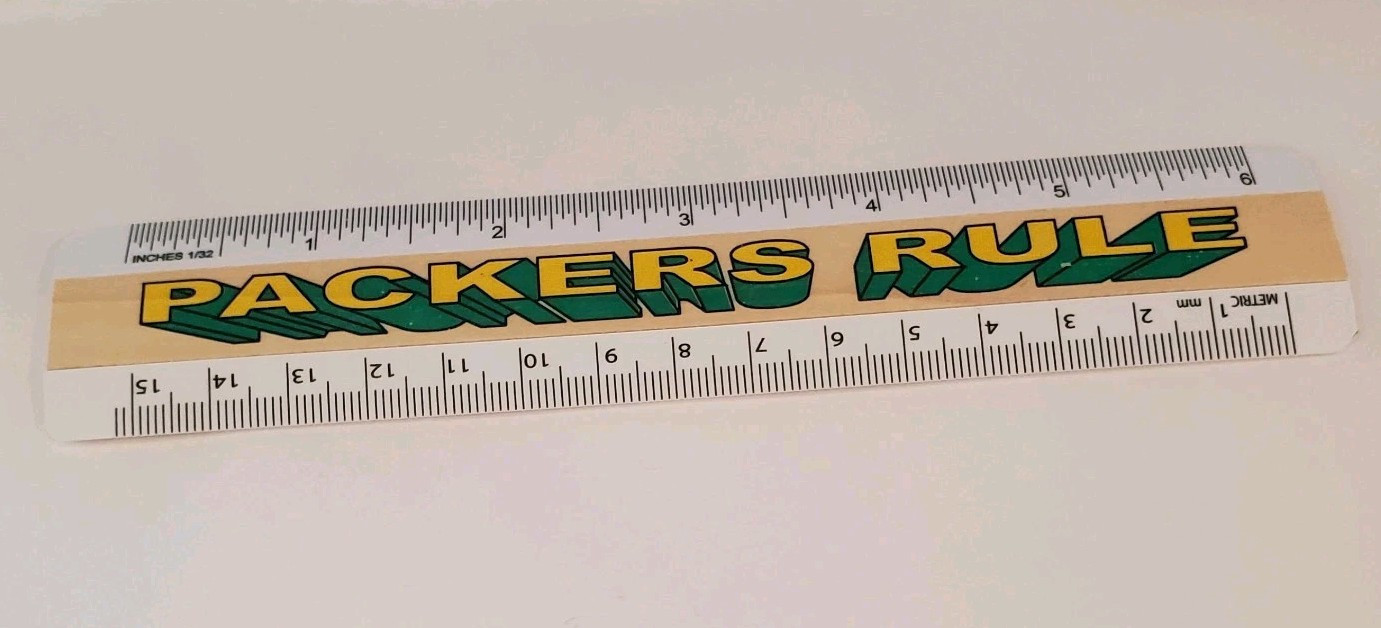 1 2 3 4 5 6
INCHES 1/32
PACKERS RULE
15 14 13 12 11 10 9 8 7 6 5 4 3 2 mm 1 METRIC